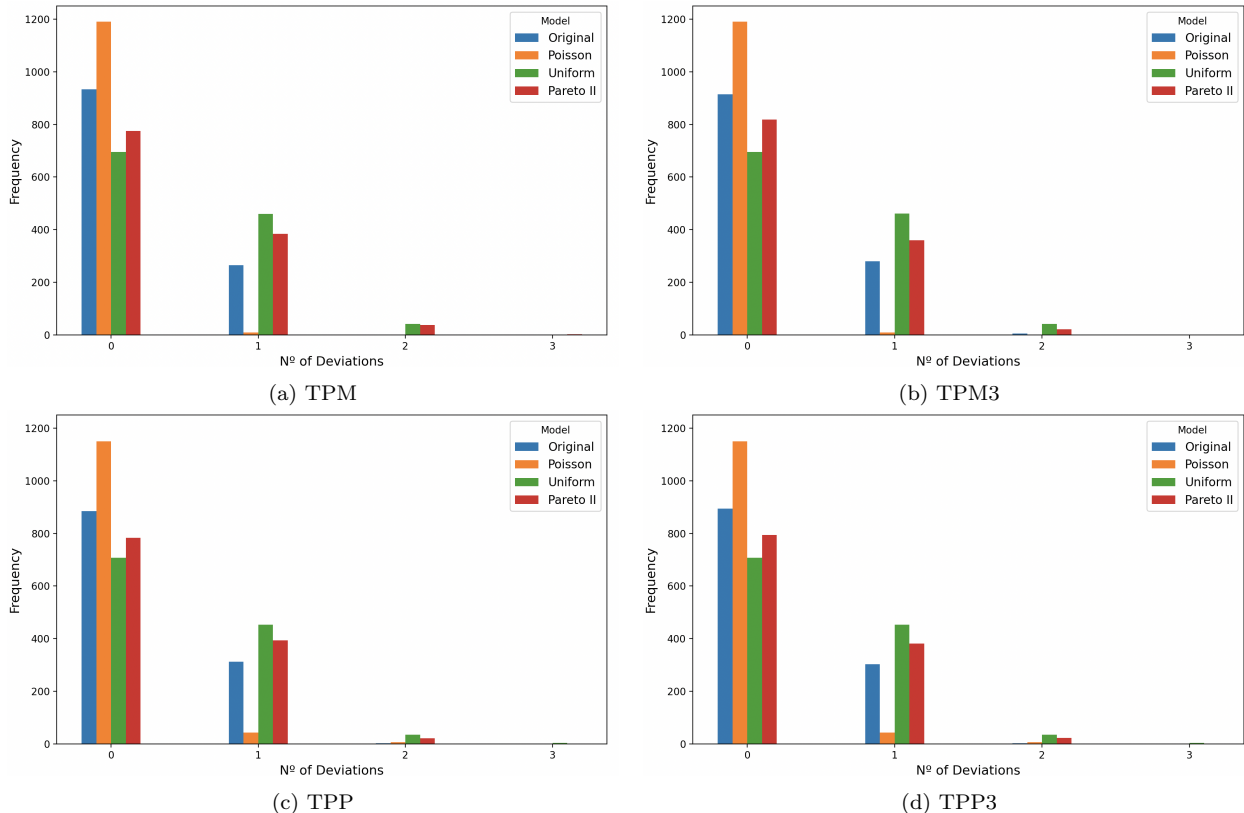 1200
1000
800
600
400
200
0
Frequency
Model
Original
Poisson
Uniform
Pareto II
0 1 2 3
Nº of Deviations
(a) TPM
1200
1000
800
600
400
200
0
Frequency
Model
Original
Poisson
Uniform
Pareto II
0 1 2 3
Nº of Deviations
(b) TPM3
1200
1000
800
600
400
200
0
Frequency
Model
Original
Poisson
Uniform
Pareto II
0 1 2 3
Nº of Deviations
(c) TPP
1200
1000
800
600
400
200
0
Frequency
Model
Original
Poisson
Uniform
Pareto II
0 1 2 3
Nº of Deviations
(d) TPP3